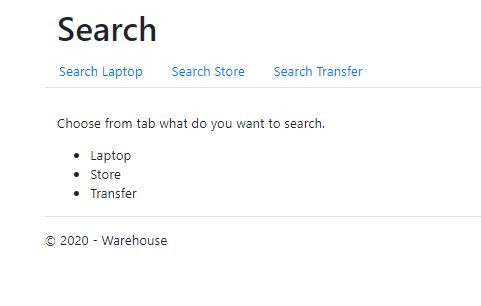 Search
Search Laptop Search Store Search Transfer
Choose from tab what do you want to search.
• Laptop
• Store
• Transfer
© 2020 - Warehouse